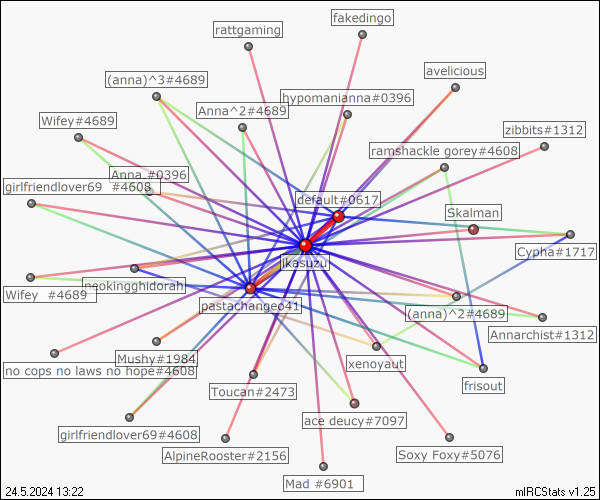 fakedingo
rattgaming
avelicious
(anna)^3#4689
hypomanianna#0396
Anna^2#4689
Wifey#4689
zibbits#1312
ramshackle gorey#4608
Anna.#0396
girlfriendlover69 #4608
default#0617
Skalman
Cypha#1717
jkasuzu
neokingghidorah
Wifey #4689
pastachange41
(anna)^2#4689
Annarchist#1312
Mushy#1984
xenoyaut
no cops no laws no hope#4608
frisout
Toucan#2473
ace deucy#7097
girlfriendlover69#4608
AlpineRooster#2156
Soxy Foxy#5076
Mad #6901
24.5.2024 13:22
mIRCStats v1.25